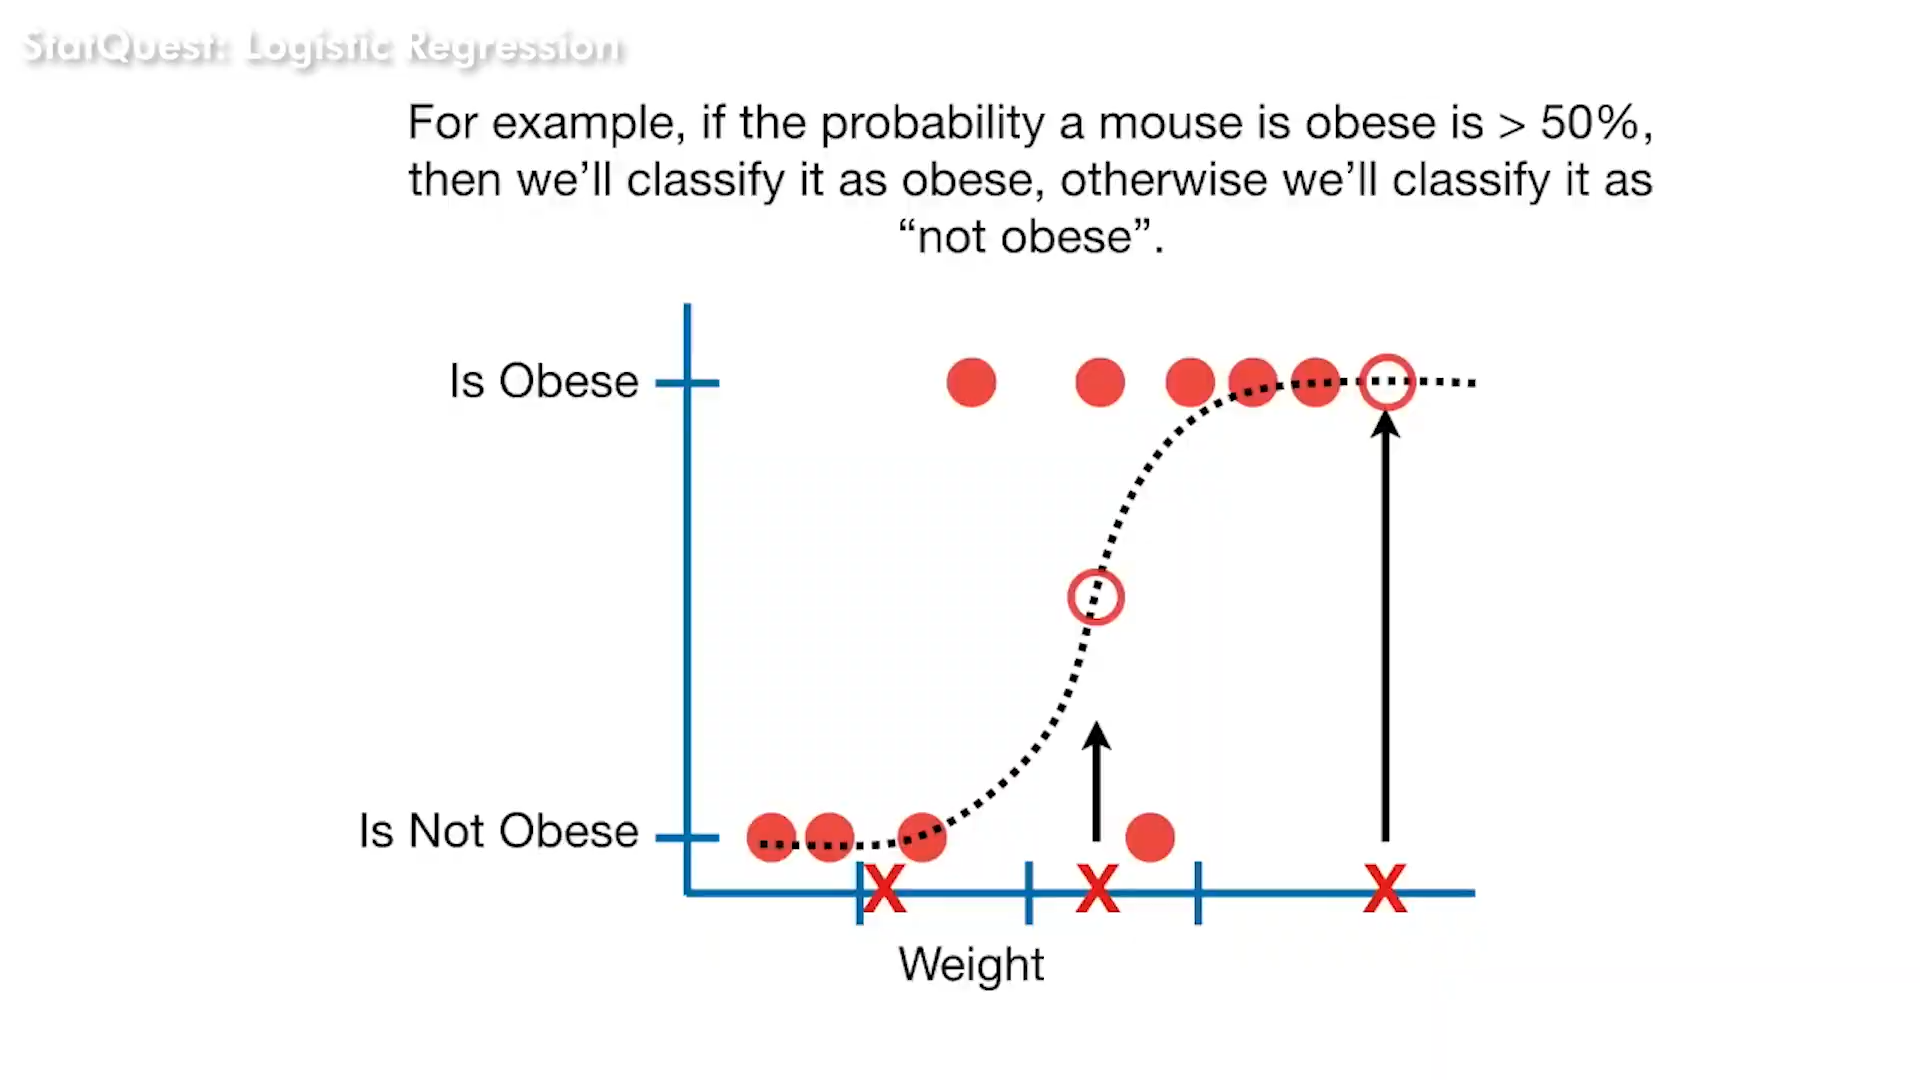 StatQuest: Logistic Regression
For example, if the probability a mouse is obese is > 50%,
then we’ll classify it as obese, otherwise we’ll classify it as
“not obese”.
Is Obese
Is Not Obese
X X X
Weight